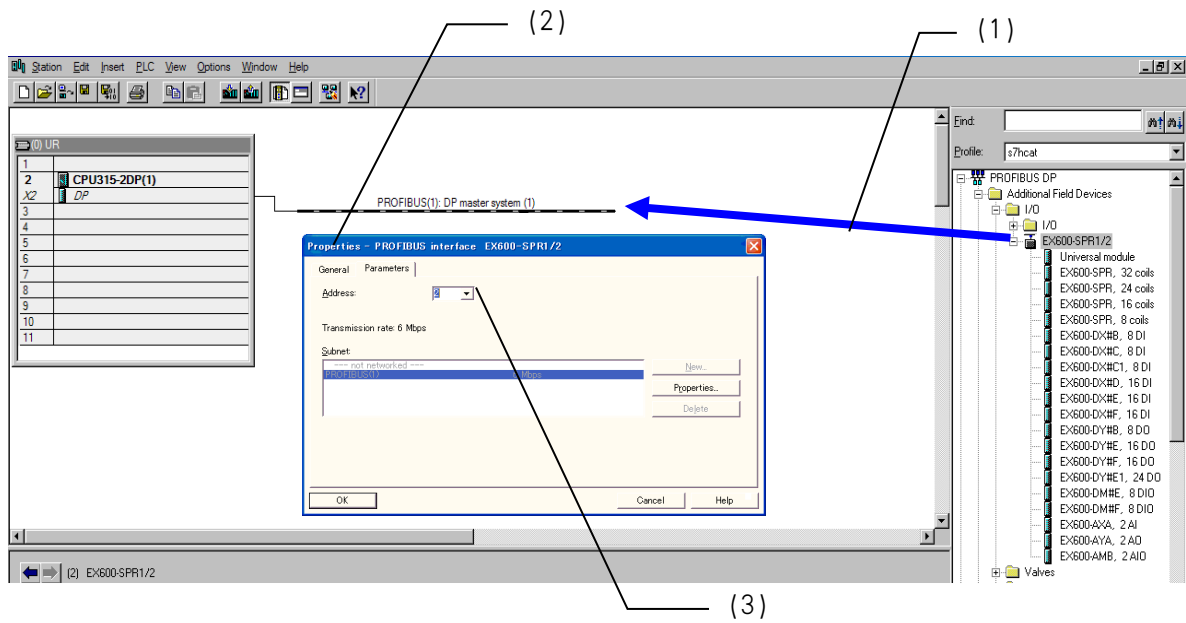 (2)
(1)
Station Edit Insert PLC View Options Window Help
Find:
(0) UR
Profile: s7hcat
1
2 CPU315-2DP(1)
X2 DP
3
4
5
6
7
8
9
10
11
PROFIBUS(1): DP master system (1)
Properties - PROFIBUS interface EX600-SPR1/2
General Parameters
Address: 2
Transmission rate: 6 Mbps
Subnet:
--- not networked ---
PROFIBUS(1) 6 Mbps
New...
Properties...
Delete
OK Cancel Help
PROFIBUS DP
Additional Field Devices
I/O
I/O
EX600-SPR1/2
Universal module
EX600-SPR, 32 coils
EX600-SPR, 24 coils
EX600-SPR, 16 coils
EX600-SPR, 8 coils
EX600-DX#B, 8 DI
EX600-DX#C, 8 DI
EX600-DX#C1, 8 DI
EX600-DX#D, 16 DI
EX600-DX#E, 16 DI
EX600-DX#F, 16 DI
EX600-DY#B, 8 DO
EX600-DY#E, 16 DO
EX600-DY#F, 16 DO
EX600-DY#E1, 24 DO
EX600-DM#E, 8 DIO
EX600-DM#F, 8 DIO
EX600-AXA, 2 AI
EX600-AYA, 2 AO
EX600-AMB, 2 AIO
Valves
(2) EX600-SPR1/2
(3)